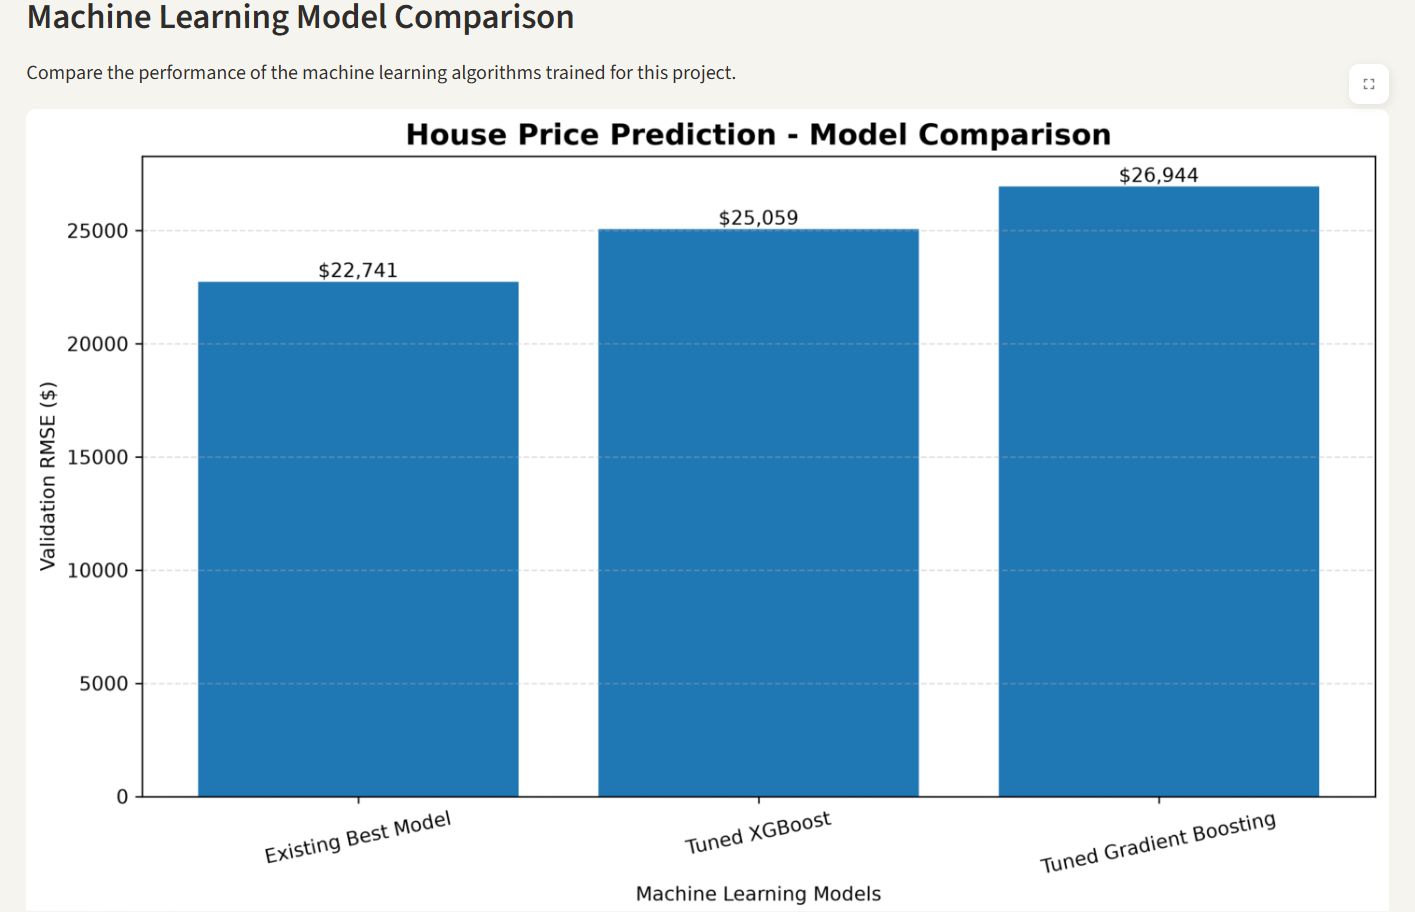 Machine Learning Model Comparison
Compare the performance of the machine learning algorithms trained for this project.
House Price Prediction - Model Comparison
$26,944
$25,059
$22,741
25000
20000
15000
10000
5000
0
Validation RMSE ($)
Existing Best Model
Tuned XGBoost
Tuned Gradient Boosting
Machine Learning Models